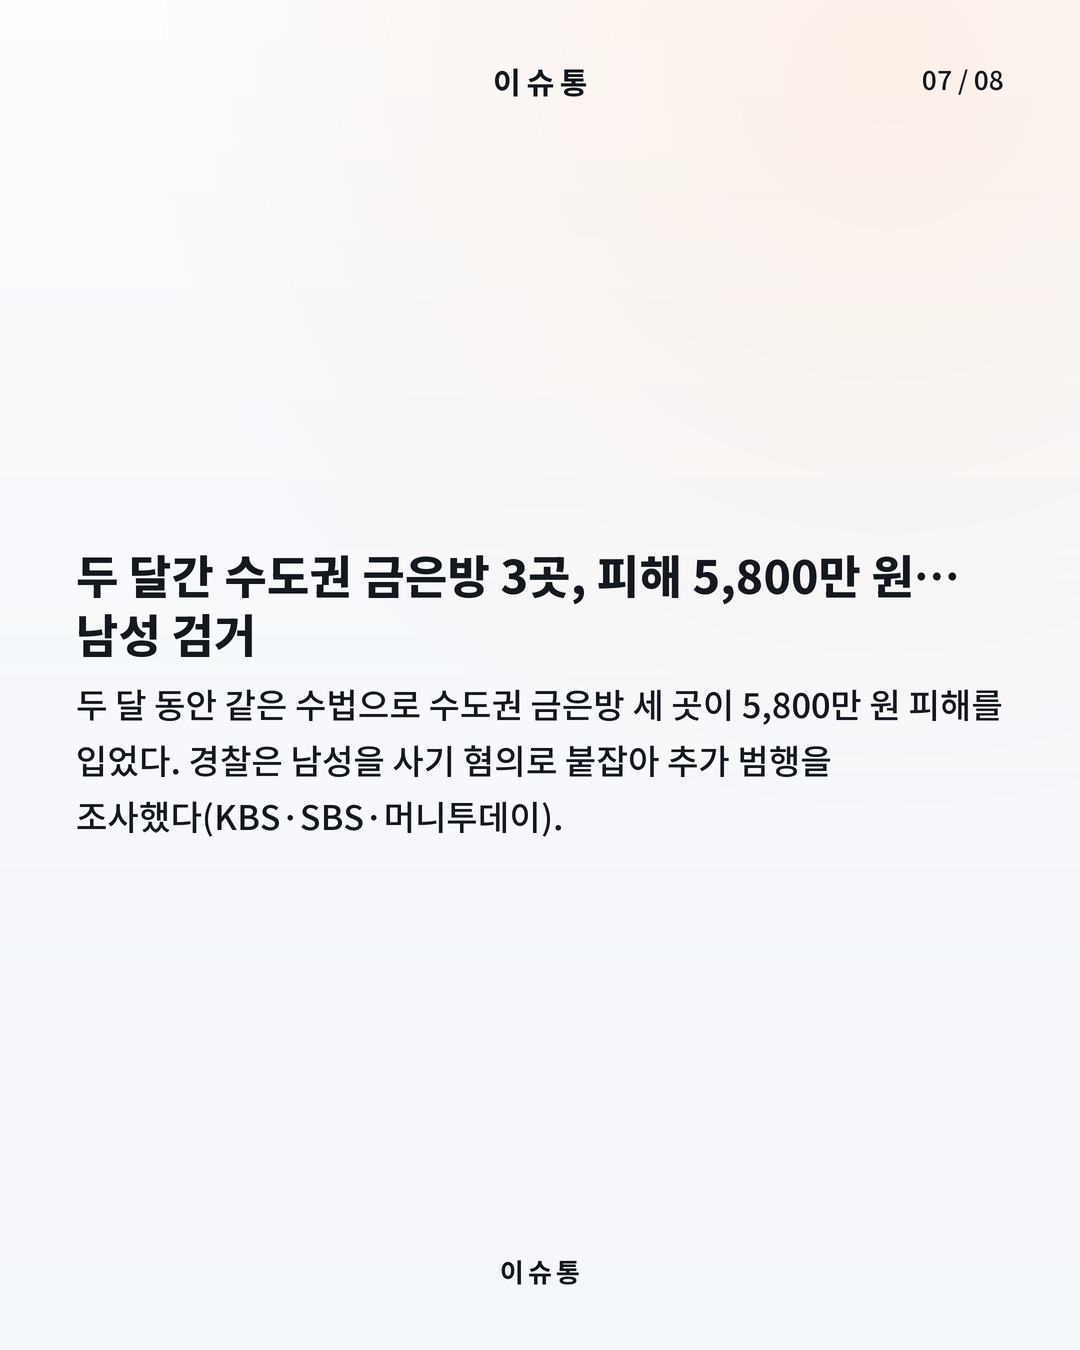 이슈통
07 / 08
두 달간 수도권 금은방 3곳, 피해 5,800만 원…
남성 검거
두 달 동안 같은 수법으로 수도권 금은방 세 곳이 5,800만 원 피해를
입었다. 경찰은 남성을 사기 혐의로 붙잡아 추가 범행을
조사했다(KBS·SBS·머니투데이).
이슈통